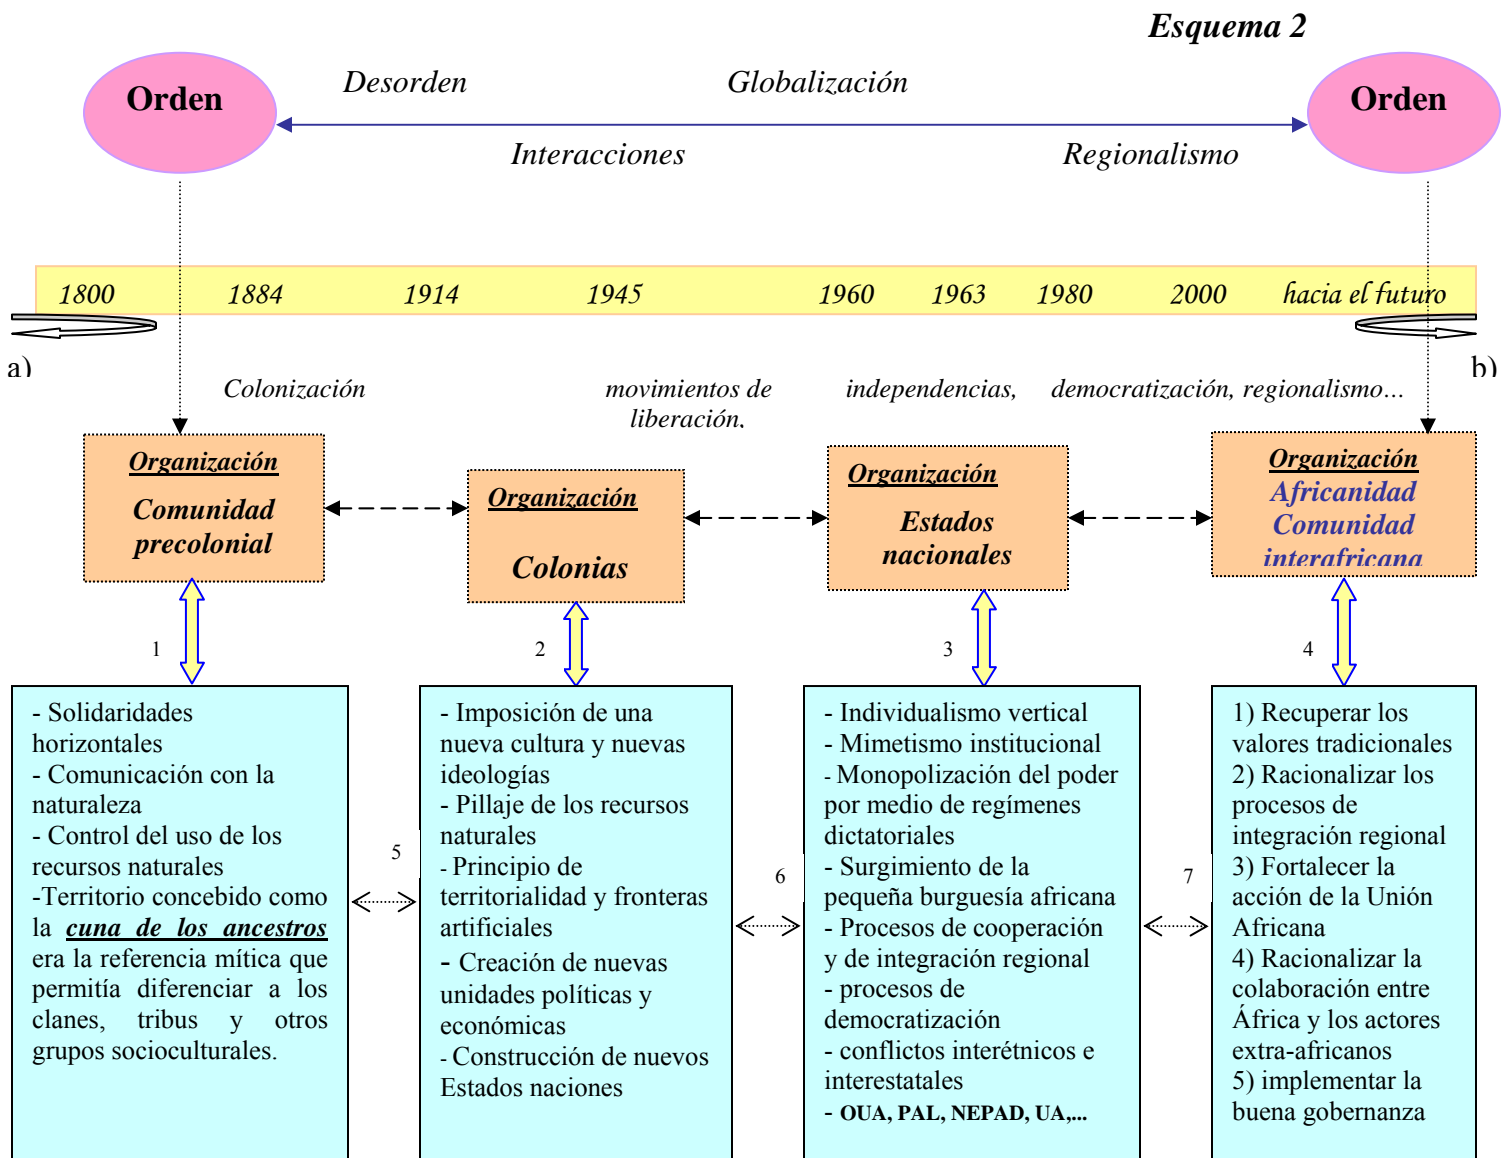 Esquema 2
Orden
Desorden
Globalización
Orden
Interacciones
Regionalismo
1800 1884 1914 1945 1960 1963 1980 2000 hacia el futuro
a)
b)
Colonización
movimientos de
liberación,
independencias,
democratización, regionalismo...
Organización
Comunidad
precolonial
Organización
Colonias
Organización
Estados
nacionales
Organización
Africanidad
Comunidad
interafricana
1
2
3
4
- Solidaridades
horizontales
- Comunicación con la
naturaleza
- Control del uso de los
recursos naturales
-Territorio concebido como
la cuna de los ancestros
era la referencia mítica que
permitía diferenciar a los
clanes, tribus y otros
grupos socioculturales.
5
- Imposición de una
nueva cultura y nuevas
ideologías
- Pillaje de los recursos
naturales
- Principio de
territorialidad y fronteras
artificiales
- Creación de nuevas
unidades políticas y
económicas
- Construcción de nuevos
Estados naciones
6
- Individualismo vertical
- Mimetismo institucional
- Monopolización del poder
por medio de regímenes
dictatoriales
- Surgimiento de la
pequeña burguesía africana
- Procesos de cooperación
y de integración regional
- procesos de
democratización
- conflictos interétnicos e
interestatales
- OUA, PAL, NEPAD, UA,...
7
1) Recuperar los
valores tradicionales
2) Racionalizar los
procesos de
integración regional
3) Fortalecer la
acción de la Unión
Africana
4) Racionalizar la
colaboración entre
África y los actores
extra-africanos
5) implementar la
buena gobernanza